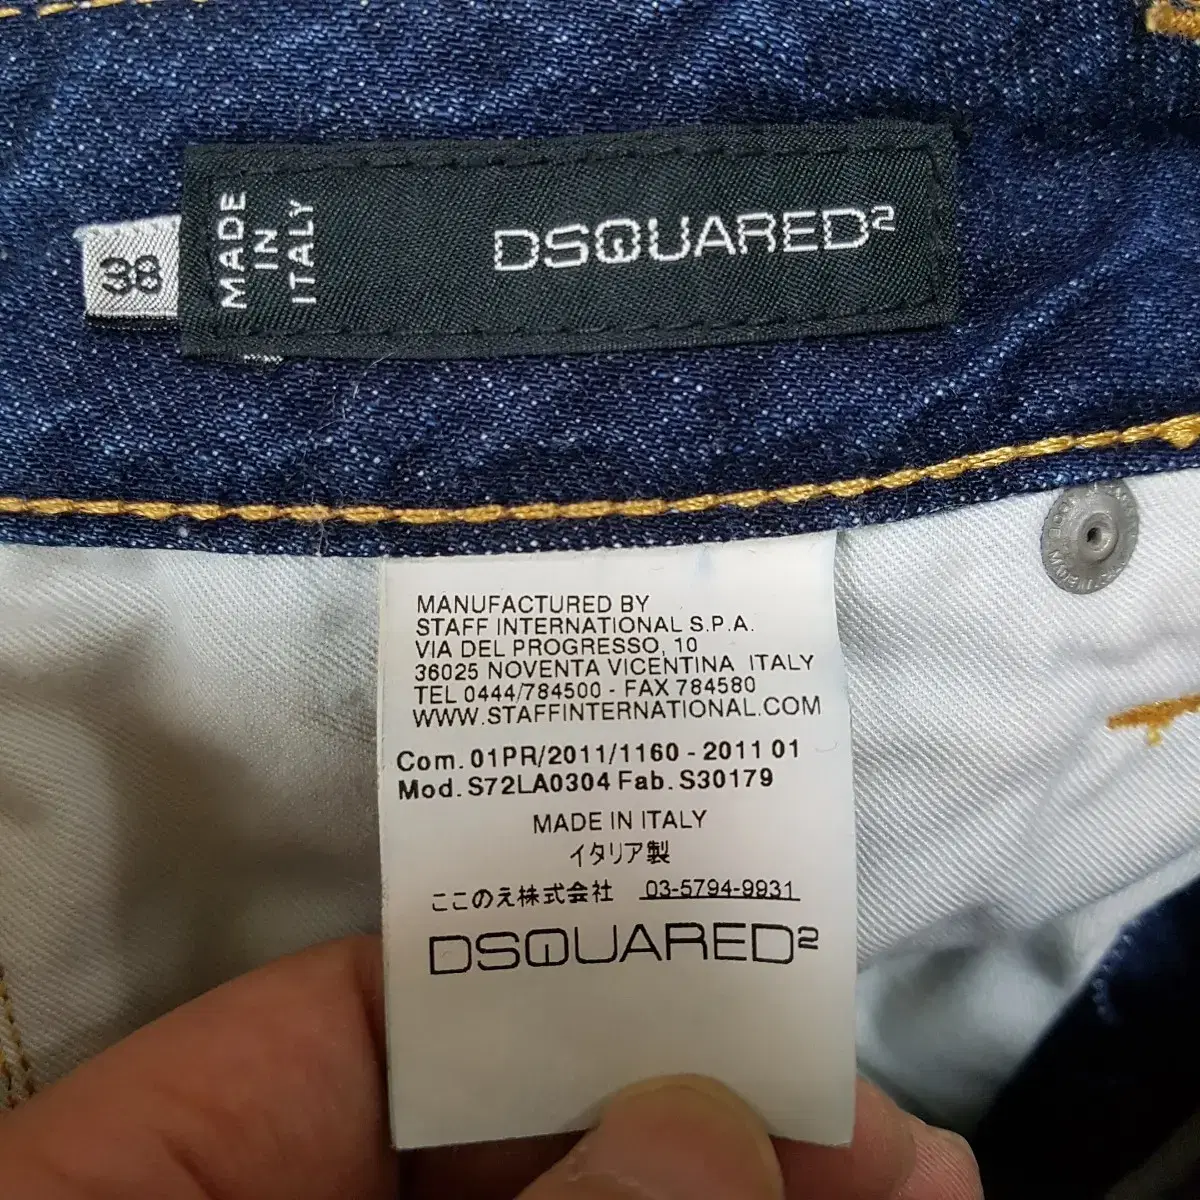 38
MADE
IN
ITALY
DSQUARED²
MANUFACTURED BY
STAFF INTERNATIONAL S.P.A.
VIA DEL PROGRESSO, 10
36025 NOVENTA VICENTINA ITALY
TEL 0444/784500 - FAX 784580
WWW.STAFFINTERNATIONAL.COM
Com. 01PR/2011/1160 - 2011 01
Mod. S72LA0304 Fab. S30179
MADE IN ITALY
イタリア製
ここのえ株式会社 03-5794-9931
DSQUARED²